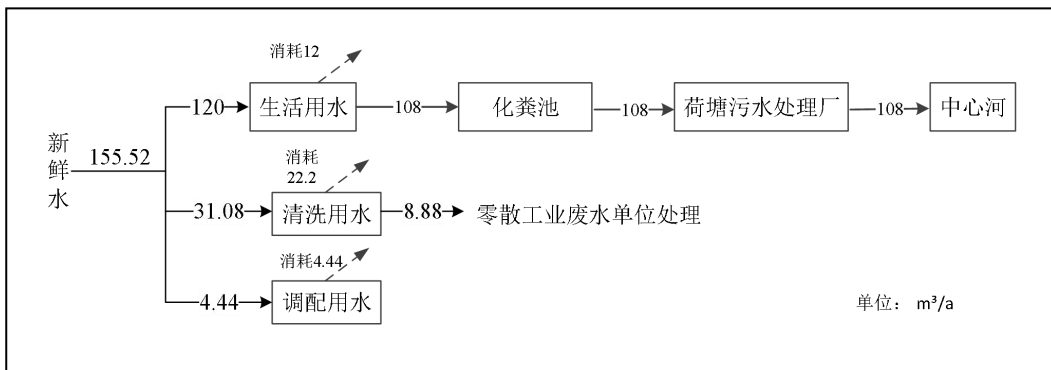 消耗12
120
生活用水
108
化粪池
108
荷塘污水处理厂
108
中心河
新鲜水
155.52
消耗
22.2
31.08
清洗用水
8.88
零散工业废水单位处理
消耗4.44
4.44
调配用水
单位： m³/a